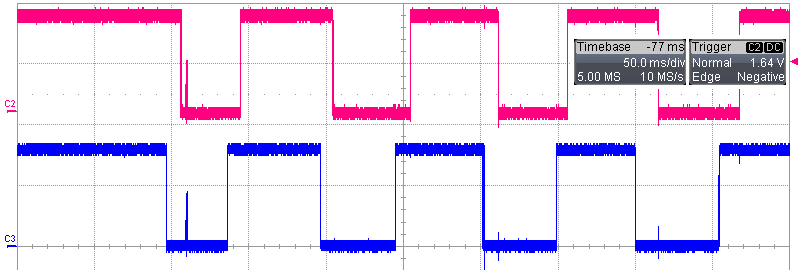 Timebase -77 ms
50.0 ms/div
5.00 MS 10 MS/s
Trigger C2 DC
Normal 1.64 V
Edge Negative
C2
C3